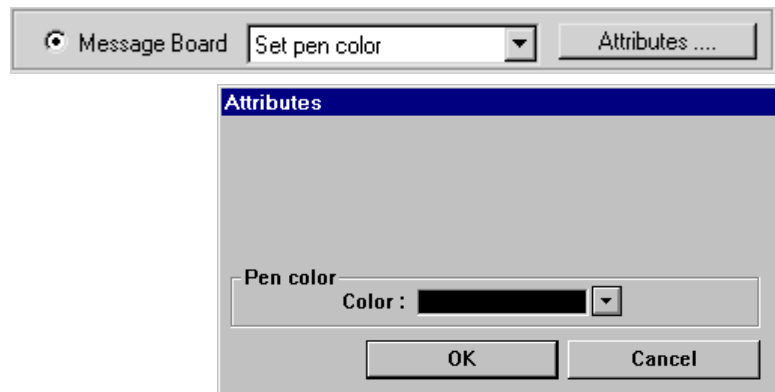 Message Board Set pen color Attributes ....
Attributes
Pen color
Color :
OK Cancel